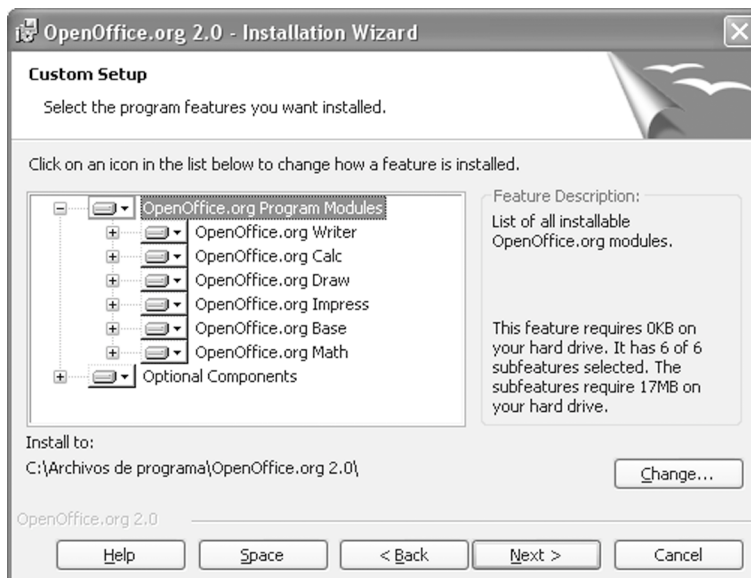 OpenOffice.org 2.0 - Installation Wizard
Custom Setup
Select the program features you want installed.
Click on an icon in the list below to change how a feature is installed.
OpenOffice.org Program Modules
OpenOffice.org Writer
OpenOffice.org Calc
OpenOffice.org Draw
OpenOffice.org Impress
OpenOffice.org Base
OpenOffice.org Math
Optional Components
Feature Description:
List of all installable
OpenOffice.org modules.
This feature requires 0KB on
your hard drive. It has 6 of 6
subfeatures selected. The
subfeatures require 17MB on
your hard drive.
Install to:
C:\Archivos de programa\OpenOffice.org 2.0\
Change...
OpenOffice.org 2.0
Help
Space
< Back
Next >
Cancel